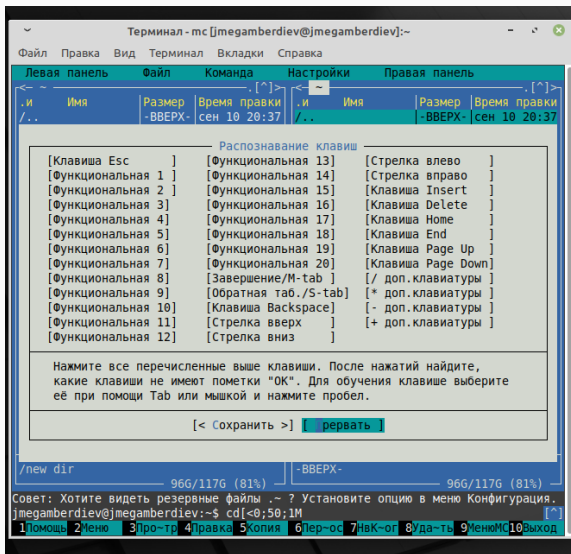 Терминал - mc [jmegamberdiev@jmegamberdiev]:~
Файл Правка Вид Терминал Вкладки Справка
Левая панель Файл Команда Настройки Правая панель
<- ~ .[^]> <- ~ .[^]>
.и Имя Размер Время правки .и Имя Размер Время правки
/.. -ВВЕРХ- сен 10 20:37 /.. -ВВЕРХ- сен 10 20:37
Распознавание клавиш
[Клавиша Esc ] [Функциональная 13] [Стрелка влево ]
[Функциональная 1 ] [Функциональная 14] [Стрелка вправо ]
[Функциональная 2 ] [Функциональная 15] [Клавиша Insert ]
[Функциональная 3] [Функциональная 16] [Клавиша Delete ]
[Функциональная 4] [Функциональная 17] [Клавиша Home ]
[Функциональная 5] [Функциональная 18] [Клавиша End ]
[Функциональная 6] [Функциональная 19] [Клавиша Page Up ]
[Функциональная 7] [Функциональная 20] [Клавиша Page Down]
[Функциональная 8] [Завершение/M-tab ] [/ доп.клавиатуры ]
[Функциональная 9] [Обратная таб./S-tab] [* доп.клавиатуры ]
[Функциональная 10] [Клавиша Backspace] [- доп.клавиатуры ]
[Функциональная 11] [Стрелка вверх ] [+ доп.клавиатуры ]
[Функциональная 12] [Стрелка вниз ]
Нажмите все перечисленные выше клавиши. После нажатий найдите,
какие клавиши не имеют пометки "OK". Для обучения клавише выберите
её при помощи Tab или мышкой и нажмите пробел.
[< Сохранить >] [ Прервать ]
/new dir -ВВЕРХ-
96G/117G (81%) 96G/117G (81%)
Совет: Хотите видеть резервные файлы .~ ? Установите опцию в меню Конфигурация.
jmegamberdiev@jmegamberdiev:~$ cd[<0;50;1M [^]
1Помощь 2Меню 3Про~тр 4Правка 5Копия 6Пер~ос 7НвК~ог 8Уда~ть 9МенюMC 10Выход